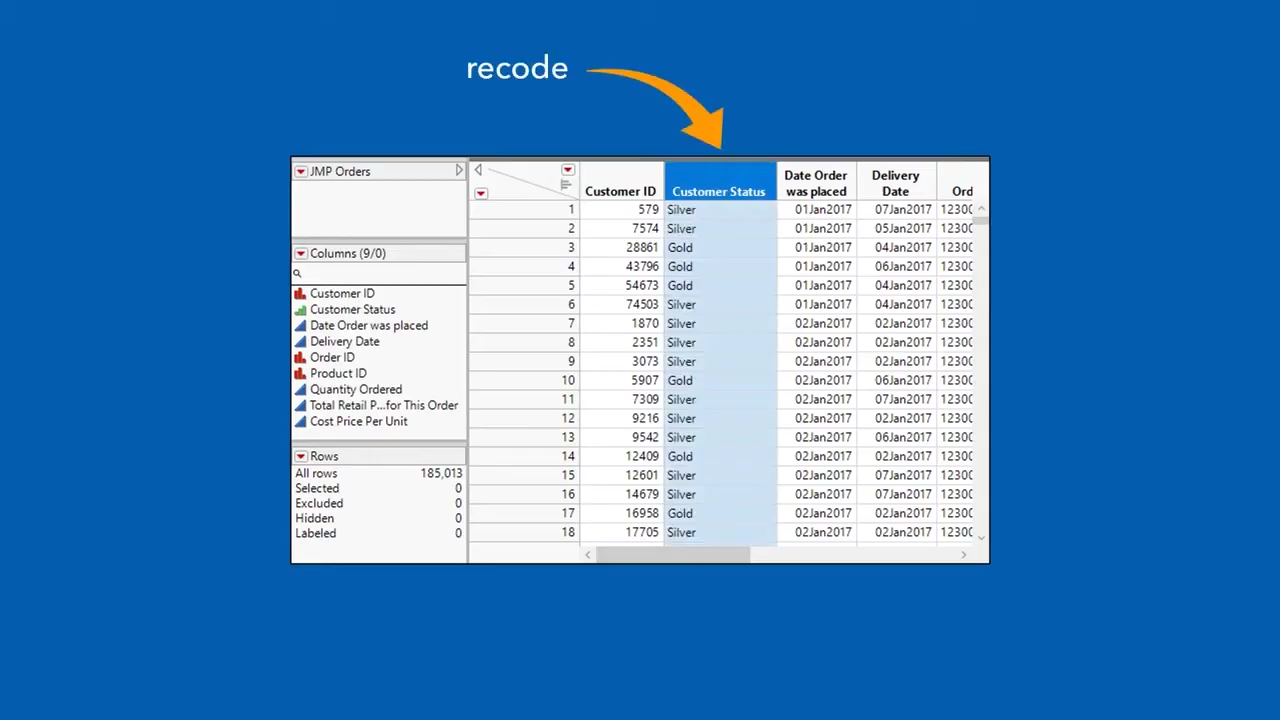 recode
JMP Orders
Columns (9/0)
Customer ID
Customer Status
Date Order was placed
Delivery Date
Order ID
Product ID
Quantity Ordered
Total Retail P...for This Order
Cost Price Per Unit
Rows
All rows 185,013
Selected 0
Excluded 0
Hidden 0
Labeled 0
Customer ID Customer Status Date Order was placed Delivery Date Ord
1 579 Silver 01Jan2017 07Jan2017 12300
2 7574 Silver 01Jan2017 05Jan2017 12300
3 28861 Gold 01Jan2017 04Jan2017 12300
4 43796 Gold 01Jan2017 06Jan2017 12300
5 54673 Gold 01Jan2017 04Jan2017 12300
6 74503 Silver 01Jan2017 04Jan2017 12300
7 1870 Silver 02Jan2017 02Jan2017 12300
8 2351 Silver 02Jan2017 02Jan2017 12300
9 3073 Silver 02Jan2017 02Jan2017 12300
10 5907 Gold 02Jan2017 06Jan2017 12300
11 7309 Silver 02Jan2017 07Jan2017 12300
12 9216 Silver 02Jan2017 02Jan2017 12300
13 9542 Silver 02Jan2017 06Jan2017 12300
14 12409 Gold 02Jan2017 02Jan2017 12300
15 12601 Silver 02Jan2017 02Jan2017 12300
16 14679 Silver 02Jan2017 07Jan2017 12300
17 16958 Gold 02Jan2017 02Jan2017 12300
18 17705 Silver 02Jan2017 02Jan2017 12300